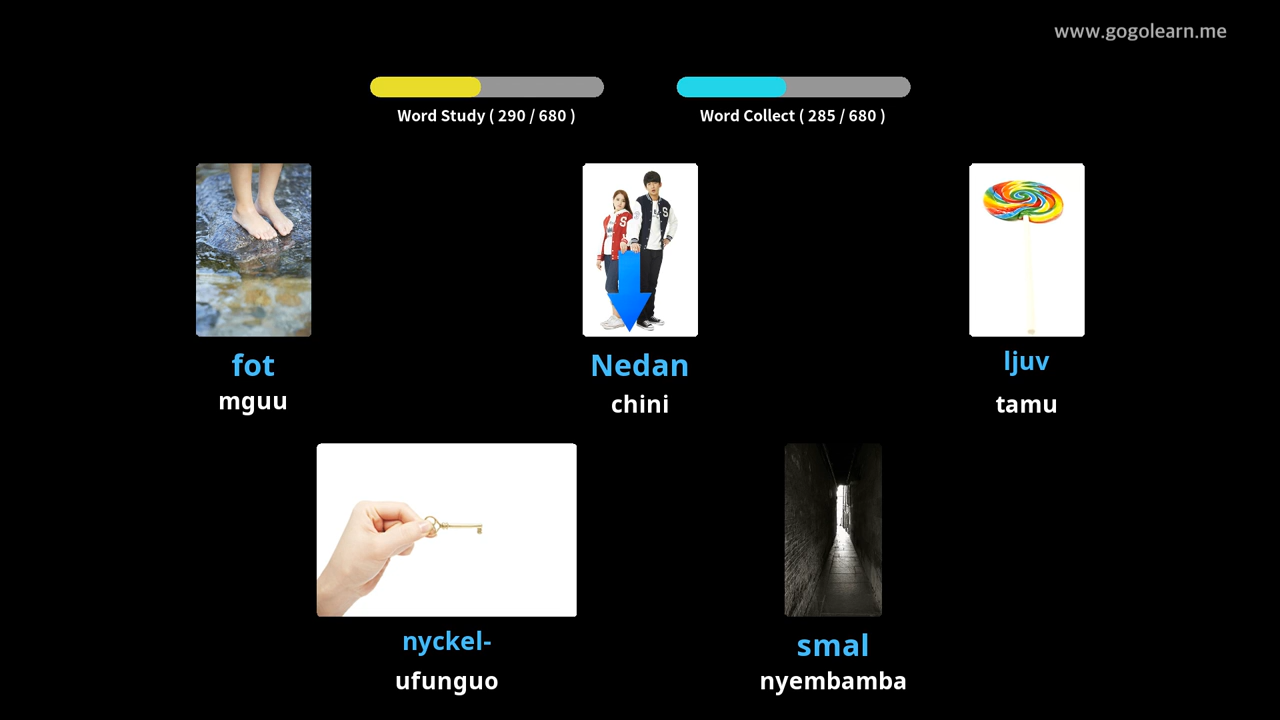 www.gogolearn.me
Word Study ( 290 / 680 )
Word Collect ( 285 / 680 )
fot
mguu
Nedan
chini
ljuv
tamu
nyckel-
ufunguo
smal
nyembamba